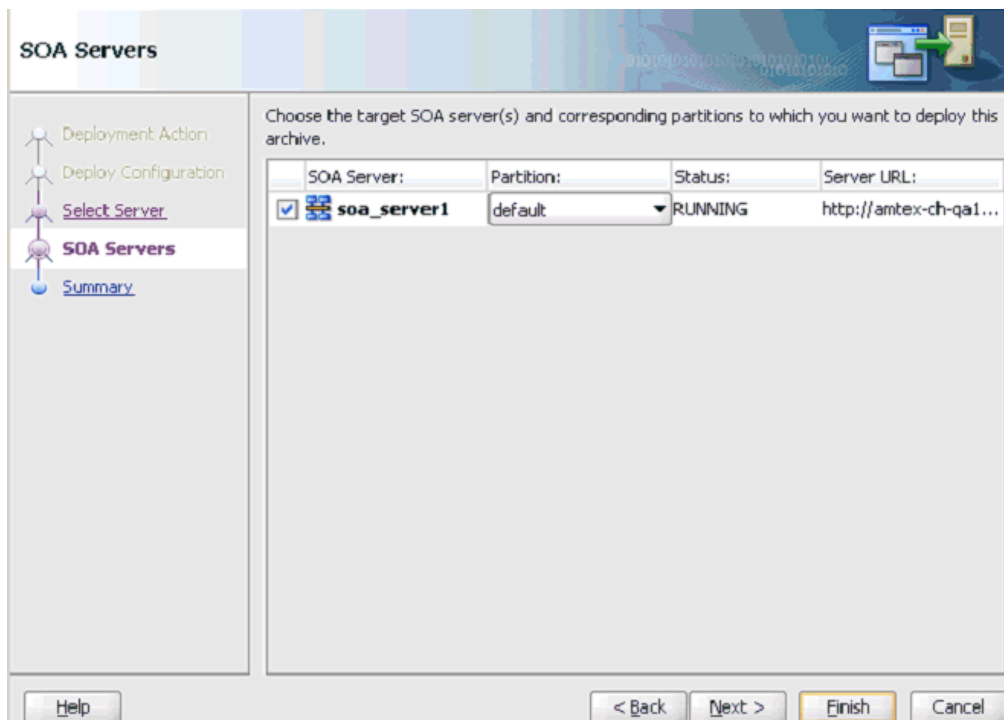 SOA Servers
Deployment Action
Deploy Configuration
Select Server
SOA Servers
Summary
Choose the target SOA server(s) and corresponding partitions to which you want to deploy this
archive.
SOA Server: Partition: Status: Server URL:
soa_server1 default RUNNING http://amtex-ch-qa1...
Help < Back Next > Finish Cancel